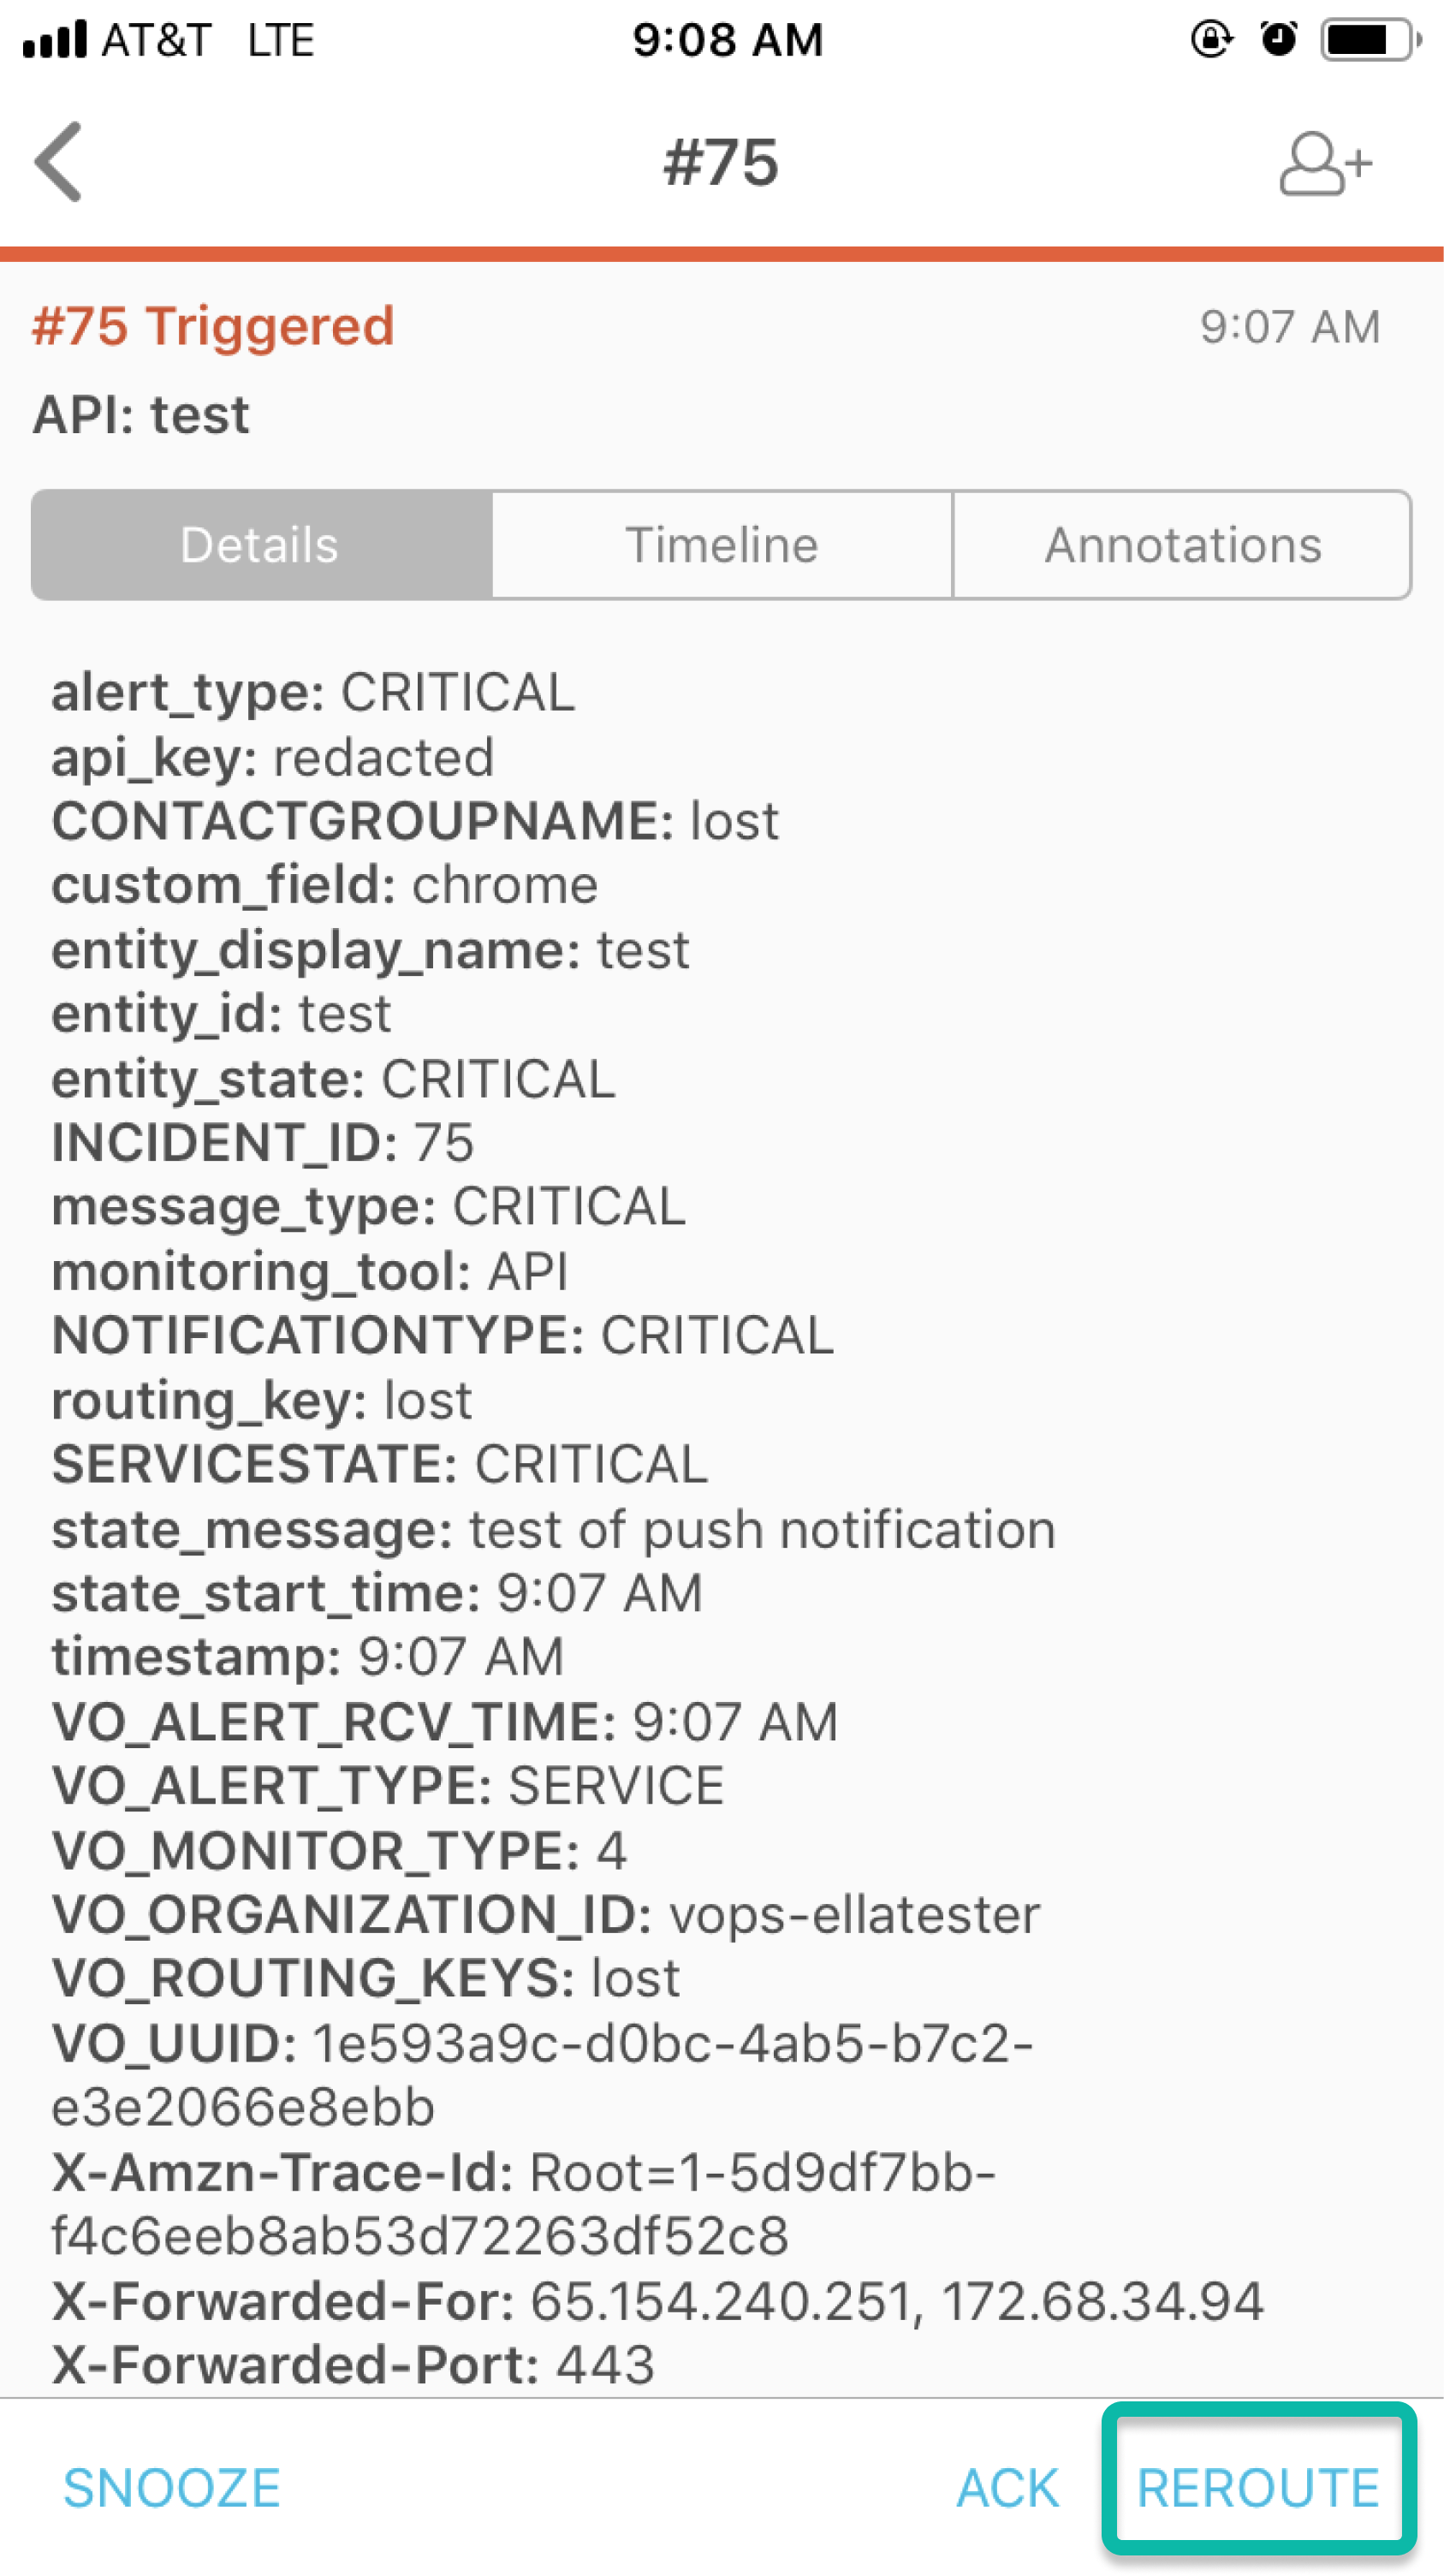 AT&T LTE 9:08 AM
#75
#75 Triggered 9:07 AM
API: test
Details Timeline Annotations
alert_type: CRITICAL
api_key: redacted
CONTACTGROUPNAME: lost
custom_field: chrome
entity_display_name: test
entity_id: test
entity_state: CRITICAL
INCIDENT_ID: 75
message_type: CRITICAL
monitoring_tool: API
NOTIFICATIONTYPE: CRITICAL
routing_key: lost
SERVICESTATE: CRITICAL
state_message: test of push notification
state_start_time: 9:07 AM
timestamp: 9:07 AM
VO_ALERT_RCV_TIME: 9:07 AM
VO_ALERT_TYPE: SERVICE
VO_MONITOR_TYPE: 4
VO_ORGANIZATION_ID: vops-ellatester
VO_ROUTING_KEYS: lost
VO_UUID: 1e593a9c-d0bc-4ab5-b7c2-
e3e2066e8ebb
X-Amzn-Trace-Id: Root=1-5d9df7bb-
f4c6eeb8ab53d72263df52c8
X-Forwarded-For: 65.154.240.251, 172.68.34.94
X-Forwarded-Port: 443
SNOOZE ACK REROUTE